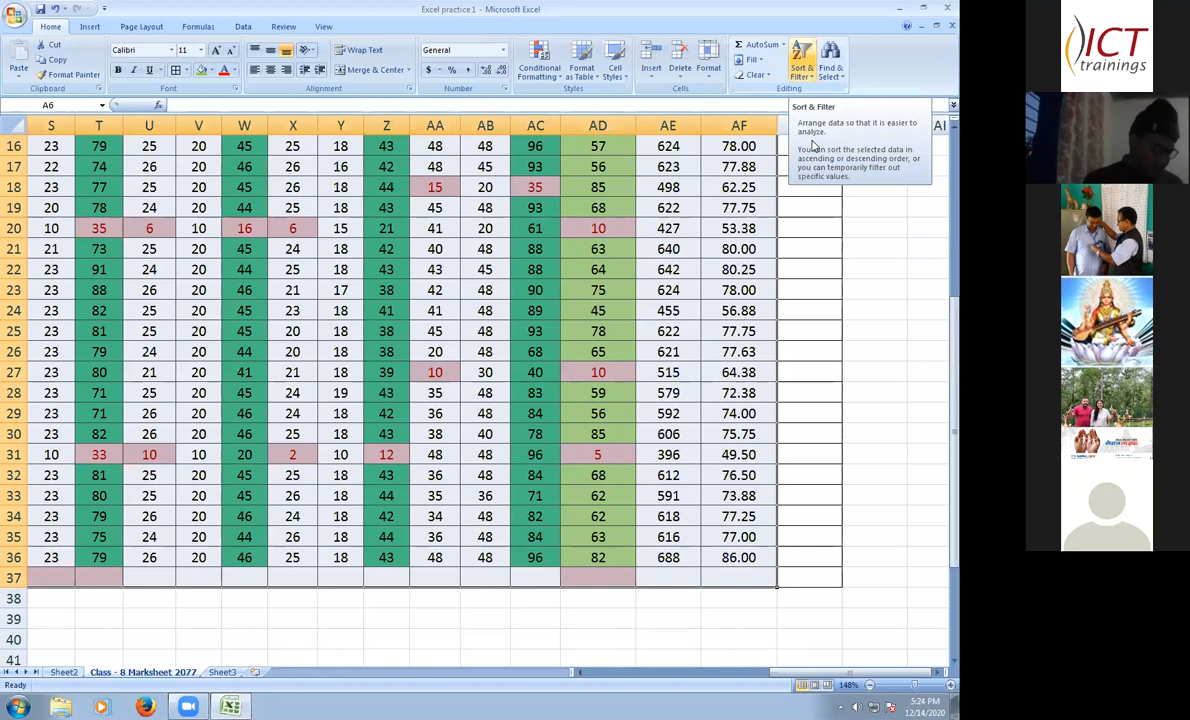 Excel practice 1 - Microsoft Excel
Home Insert Page Layout Formulas Data Review View
Paste Cut Copy Format Painter Clipboard
Calibri 11 B I U A Font
Wrap Text Merge & Center Alignment
General $ % , Number
Conditional Formatting Format as Table Cell Styles Styles
Insert Delete Format Cells
AutoSum Fill Clear Sort & Filter Find & Select Editing
A6 fx
Sort & Filter
Arrange data so that it is easier to
analyze.
You can sort the selected data in
ascending or descending order, or
you can temporarily filter out
specific values.
S T U V W X Y Z AA AB AC AD AE AF AI
16 23 79 25 20 45 25 18 43 48 48 96 57 624 78.00
17 22 74 26 20 46 26 16 42 45 48 93 56 623 77.88
18 23 77 25 20 45 26 18 44 15 20 35 85 498 62.25
19 20 78 24 20 44 25 18 43 45 48 93 68 622 77.75
20 10 35 6 10 16 6 15 21 41 20 61 10 427 53.38
21 21 73 25 20 45 24 18 42 40 48 88 63 640 80.00
22 23 91 24 20 44 25 18 43 43 45 88 64 642 80.25
23 23 88 26 20 46 21 17 38 42 48 90 75 624 78.00
24 23 82 25 20 45 23 18 41 41 48 89 45 455 56.88
25 23 81 25 20 45 20 18 38 45 48 93 78 622 77.75
26 23 79 24 20 44 20 18 38 20 48 68 65 621 77.63
27 23 80 21 20 41 21 18 39 10 30 40 10 515 64.38
28 23 71 25 20 45 24 19 43 35 48 83 59 579 72.38
29 23 71 26 20 46 24 18 42 36 48 84 56 592 74.00
30 23 82 26 20 46 25 18 43 38 40 78 85 606 75.75
31 10 33 10 10 20 2 10 12 48 48 96 5 396 49.50
32 23 81 25 20 45 25 18 43 36 48 84 68 612 76.50
33 23 80 25 20 45 26 18 44 35 36 71 62 591 73.88
34 23 79 26 20 46 24 18 42 34 48 82 62 618 77.25
35 23 75 24 20 44 26 18 44 36 48 84 63 616 77.00
36 23 79 26 20 46 25 18 43 48 48 96 82 688 86.00
37
38
39
40
41
Sheet2 Class - 8 Marksheet 2077 Sheet3
Ready 148%
5:24 PM
12/14/2020
ICT
trainings